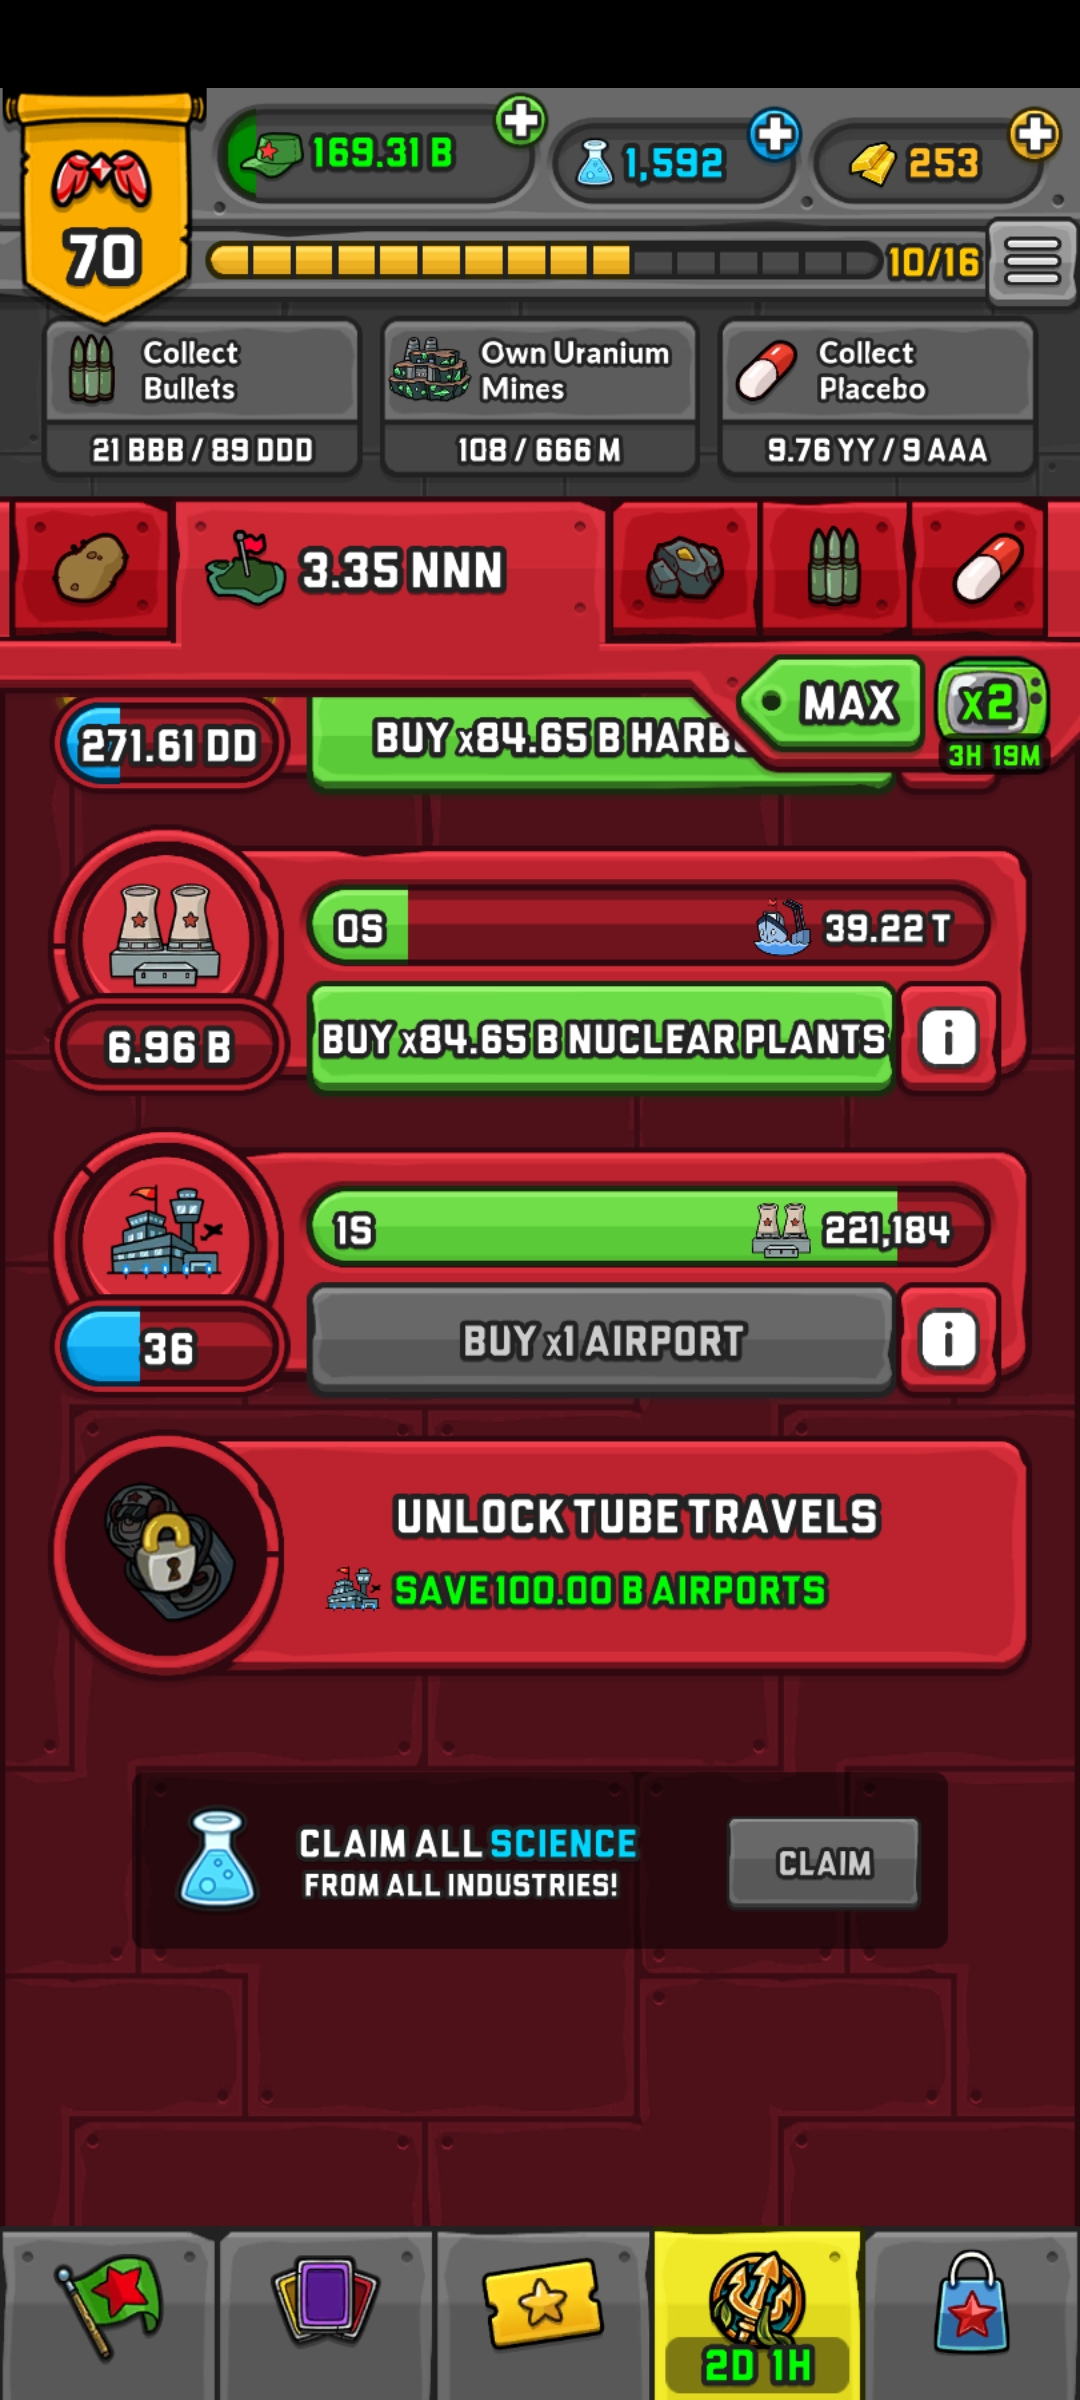 169.31 B
1,592
253
70
10/16
Collect
Bullets
21 BBB / 89 DDD
Own Uranium
Mines
108 / 666 M
Collect
Placebo
9.76 YY / 9 AAA
3.35 NNN
MAX
x2
3H 19M
271.61 DD
BUY x84.65 B
0S
39.22 T
6.96 B
BUY x84.65 B NUCLEAR PLANTS
i
1S
221,184
36
BUY x1 AIRPORT
i
UNLOCK TUBE TRAVELS
SAVE 100.00 B AIRPORTS
CLAIM ALL SCIENCE
FROM ALL INDUSTRIES!
CLAIM
2D 1H